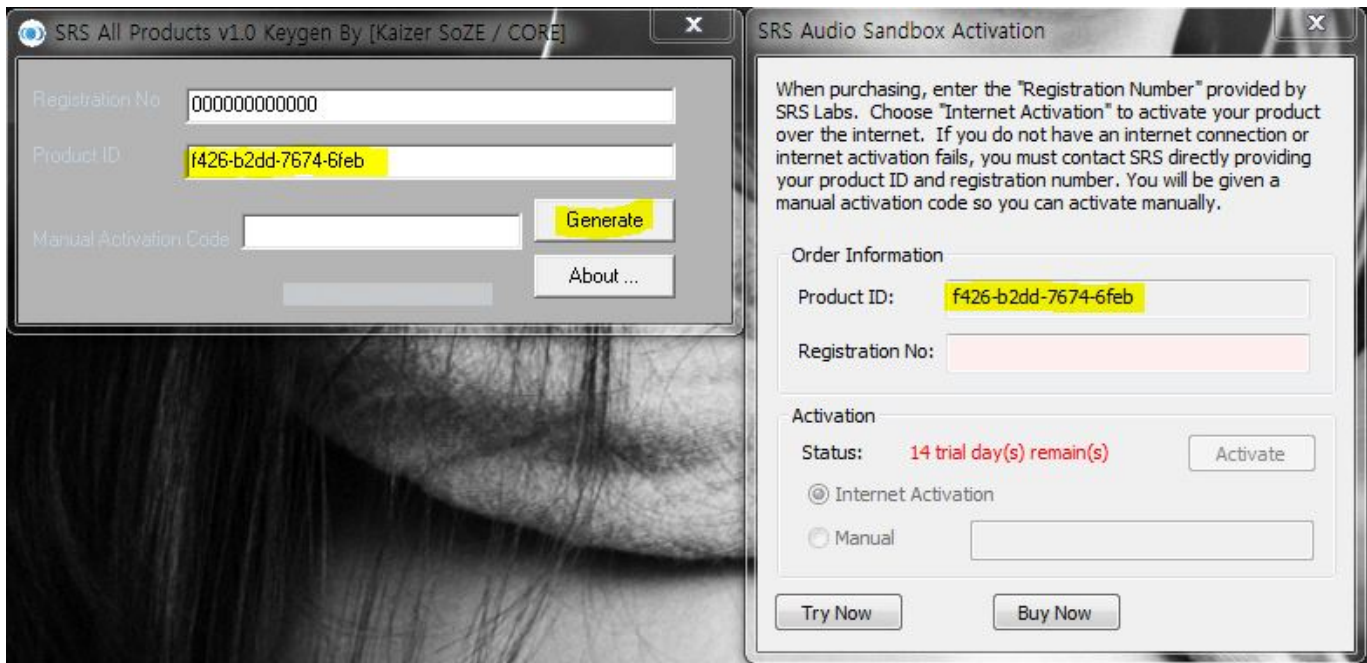 SRS All Products v1.0 Keygen By [Kaizer SoZE / CORE]
Registration No
000000000000
Product ID
f426-b2dd-7674-6feb
Manual Activation Code
Generate
About ...
SRS Audio Sandbox Activation
When purchasing, enter the "Registration Number" provided by
SRS Labs. Choose "Internet Activation" to activate your product
over the internet. If you do not have an internet connection or
internet activation fails, you must contact SRS directly providing
your product ID and registration number. You will be given a
manual activation code so you can activate manually.
Order Information
Product ID: f426-b2dd-7674-6feb
Registration No:
Activation
Status: 14 trial day(s) remain(s) Activate
Internet Activation
Manual
Try Now Buy Now